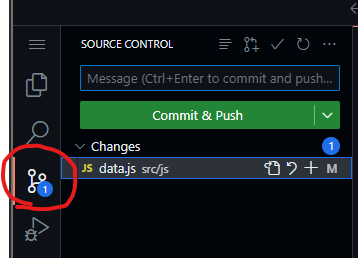 SOURCE CONTROL
Message (Ctrl+Enter to commit and push...
Commit & Push
Changes 1
1
JS data.js src/js M